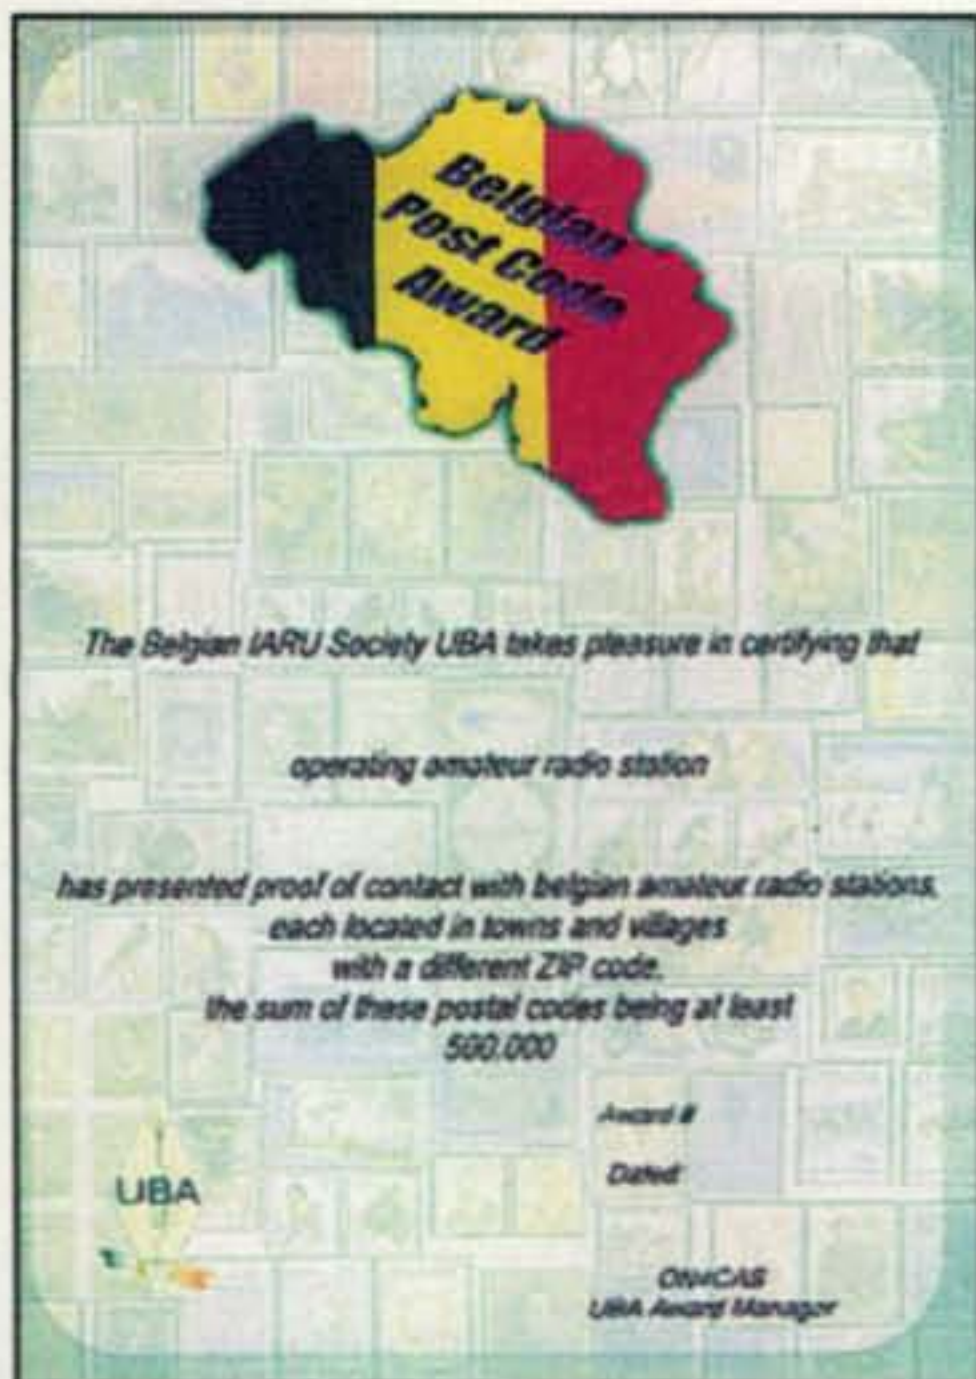 Belgian
Post Code
Award
The Belgian IARU Society UBA takes pleasure in certifying that
operating amateur radio station
has presented proof of contact with belgian amateur radio stations,
each located in towns and villages
with a different ZIP code,
the sum of these postal codes being at least
500.000
Award #
Dated:
UBA
ON4CAS
UBA Award Manager